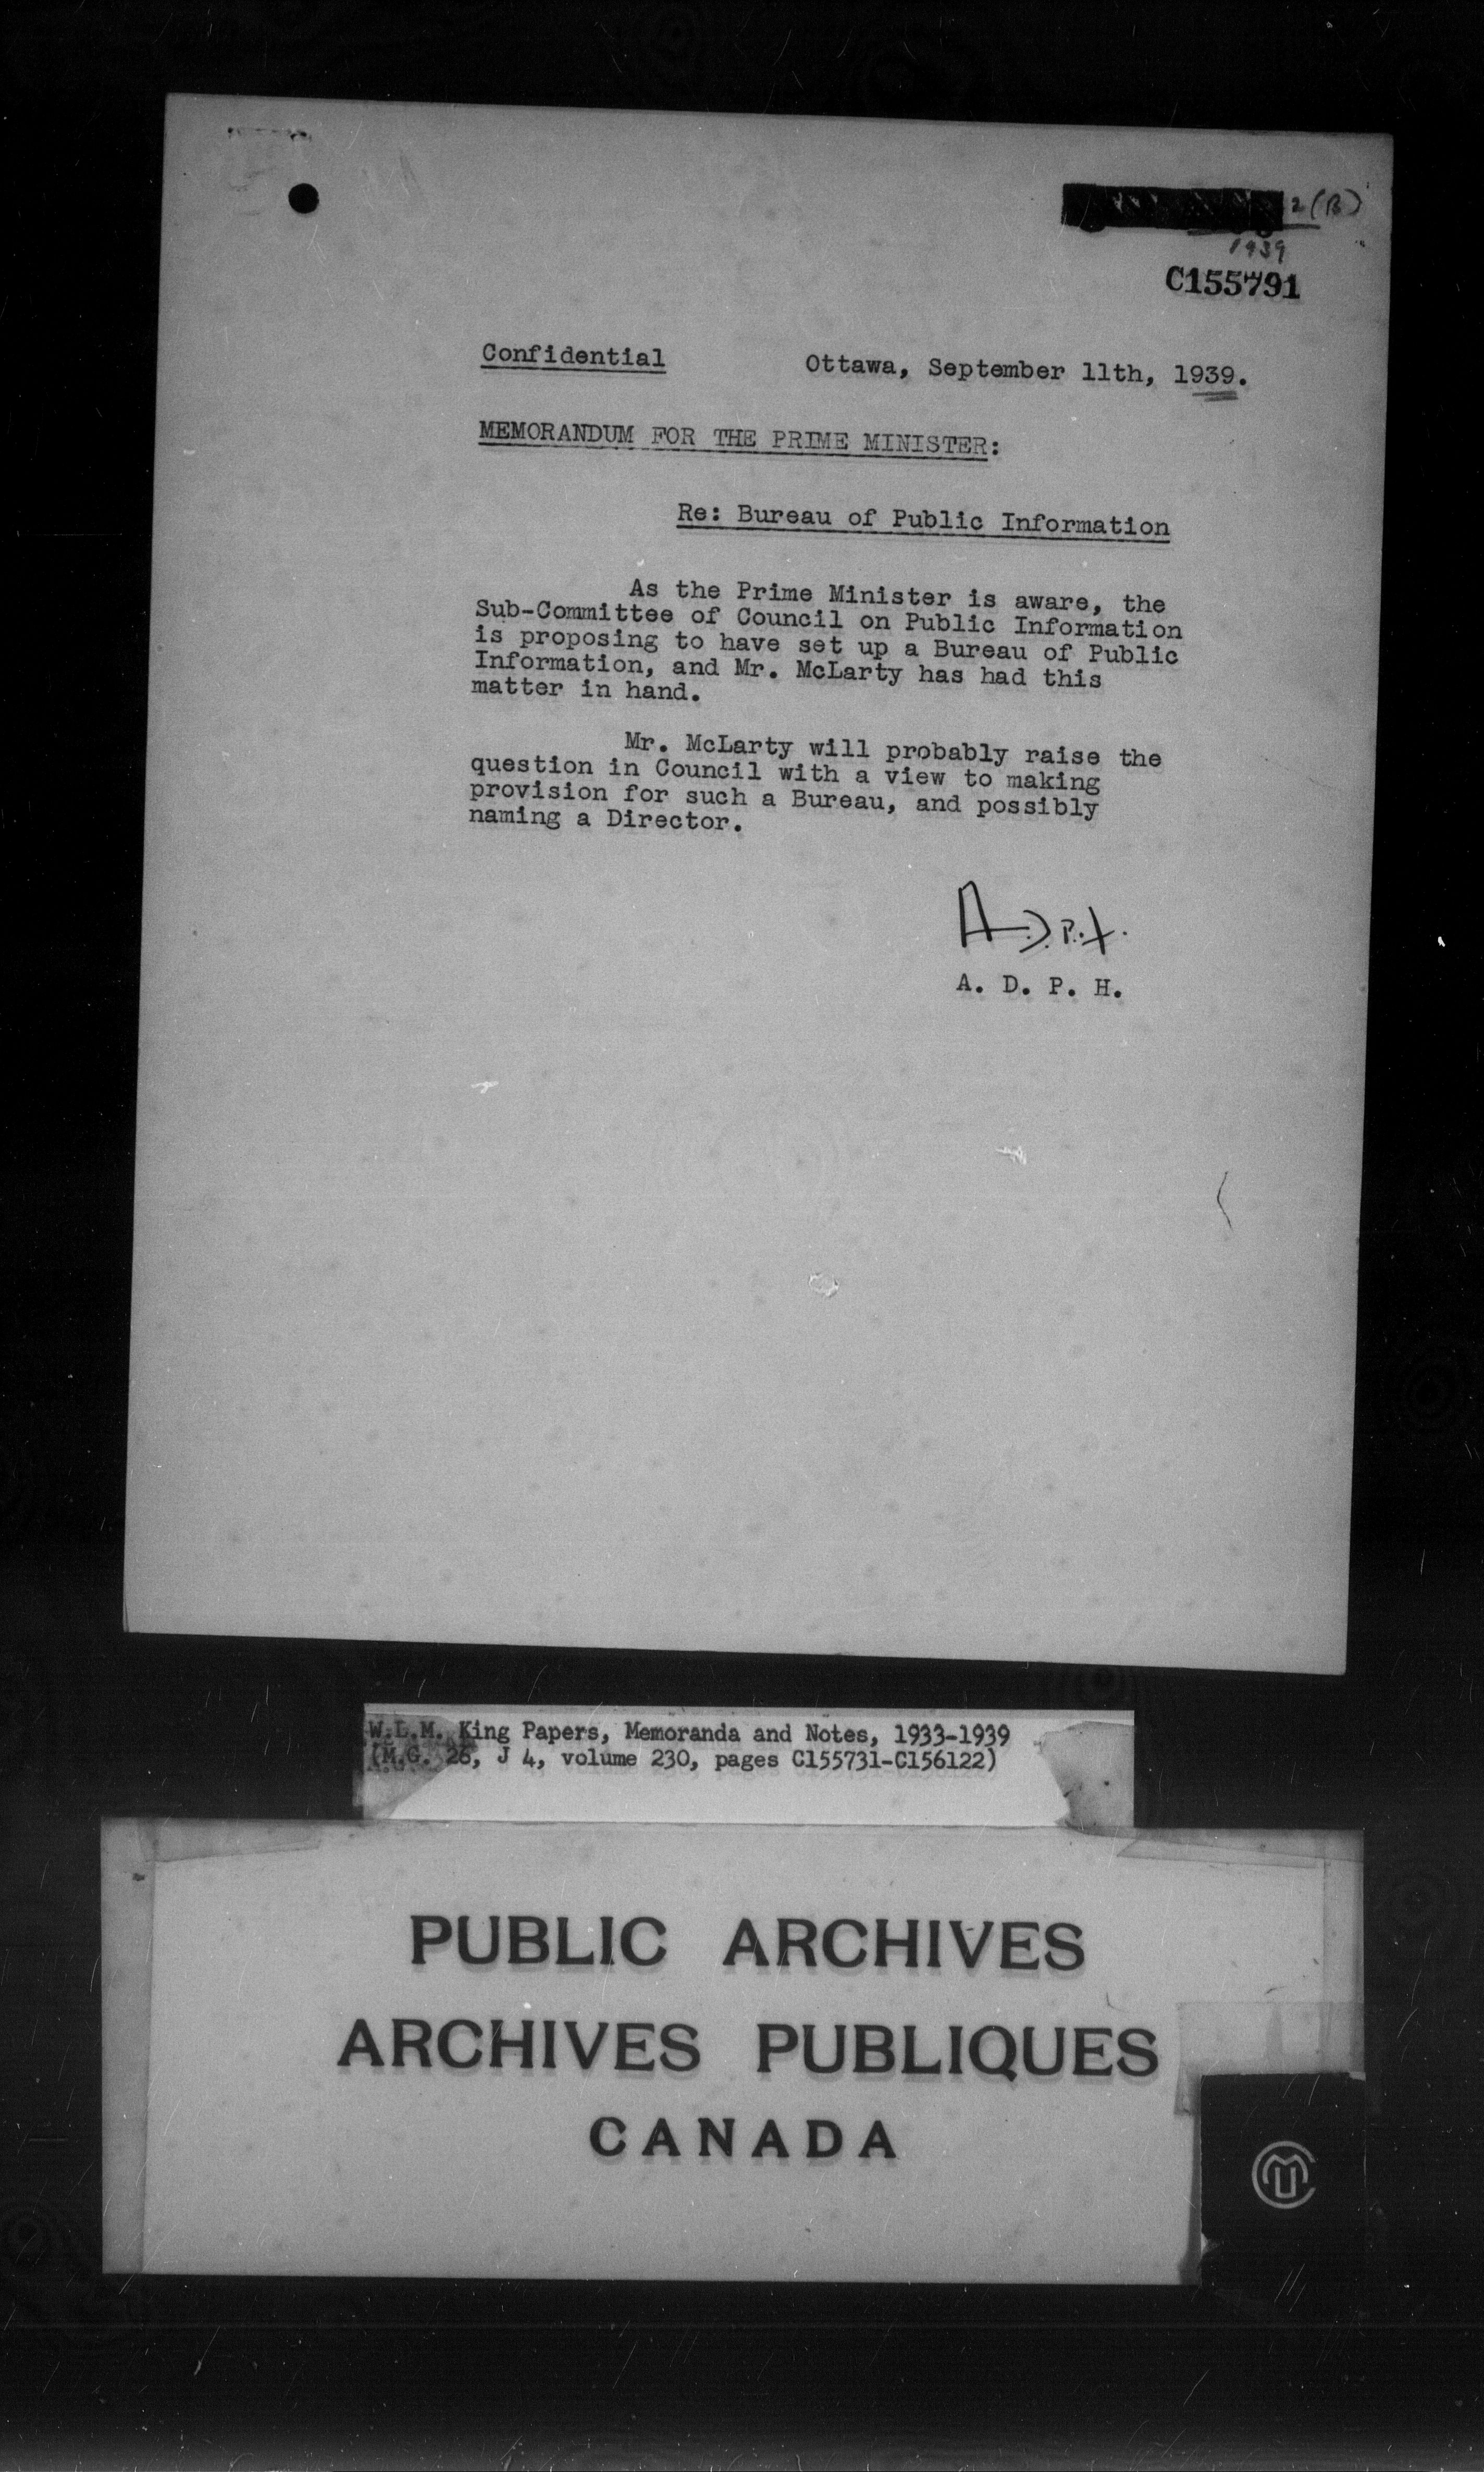 2(B)
1939
C155791
Confidential Ottawa, September 11th, 1939.
MEMORANDUM FOR THE PRIME MINISTER:
Re: Bureau of Public Information
As the Prime Minister is aware, the
Sub-Committee of Council on Public Information
is proposing to have set up a Bureau of Public
Information, and Mr. McLarty has had this
matter in hand.
Mr. McLarty will probably raise the
question in Council with a view to making
provision for such a Bureau, and possibly
naming a Director.
A.D.P.H.
A. D. P. H.
W.L.M. King Papers, Memoranda and Notes, 1933-1939
(M.G. 26, J 4, volume 230, pages C155731-C156122)
PUBLIC ARCHIVES
ARCHIVES PUBLIQUES
CANADA